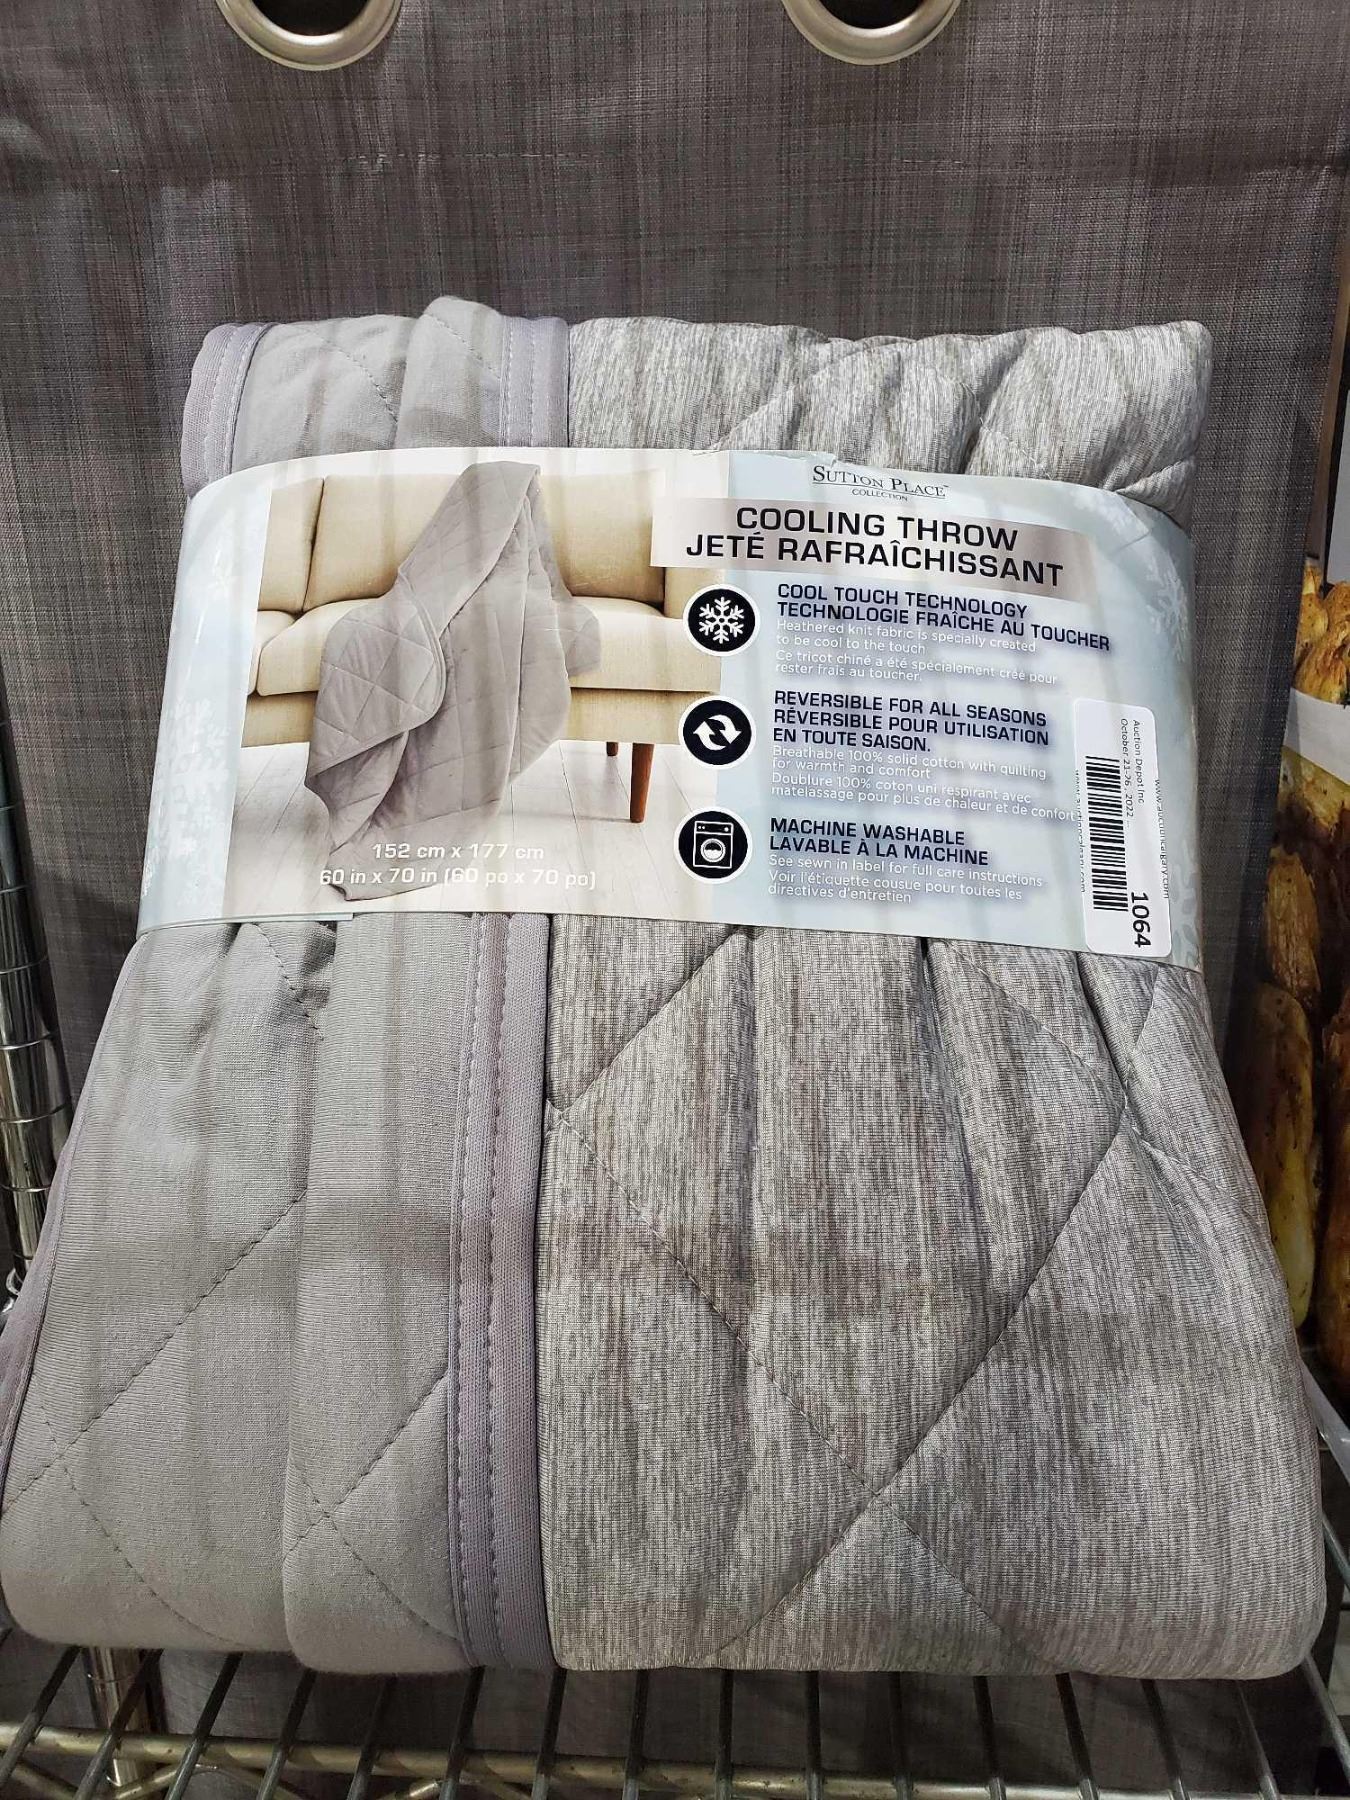 SUTTON PLACE™
COLLECTION
COOLING THROW
JETÉ RAFRAÎCHISSANT
COOL TOUCH TECHNOLOGY
TECHNOLOGIE FRAÎCHE AU TOUCHER
Heathered knit fabric is specially created
to be cool to the touch
Ce tricot chiné a été spécialement créé pour
rester frais au toucher.
REVERSIBLE FOR ALL SEASONS
RÉVERSIBLE POUR UTILISATION
EN TOUTE SAISON.
Breathable 100% solid cotton with quilting
for warmth and comfort
Doublure 100% coton uni respirant avec
matelassage pour plus de chaleur et de confort
MACHINE WASHABLE
LAVABLE À LA MACHINE
See sewn in label for full care instructions
Voir l'étiquette cousue pour toutes les
directives d'entretien
152 cm x 177 cm
60 in x 70 in (60 po x 70 po)
Auction Depot Inc
October 21-26, 2022
1064